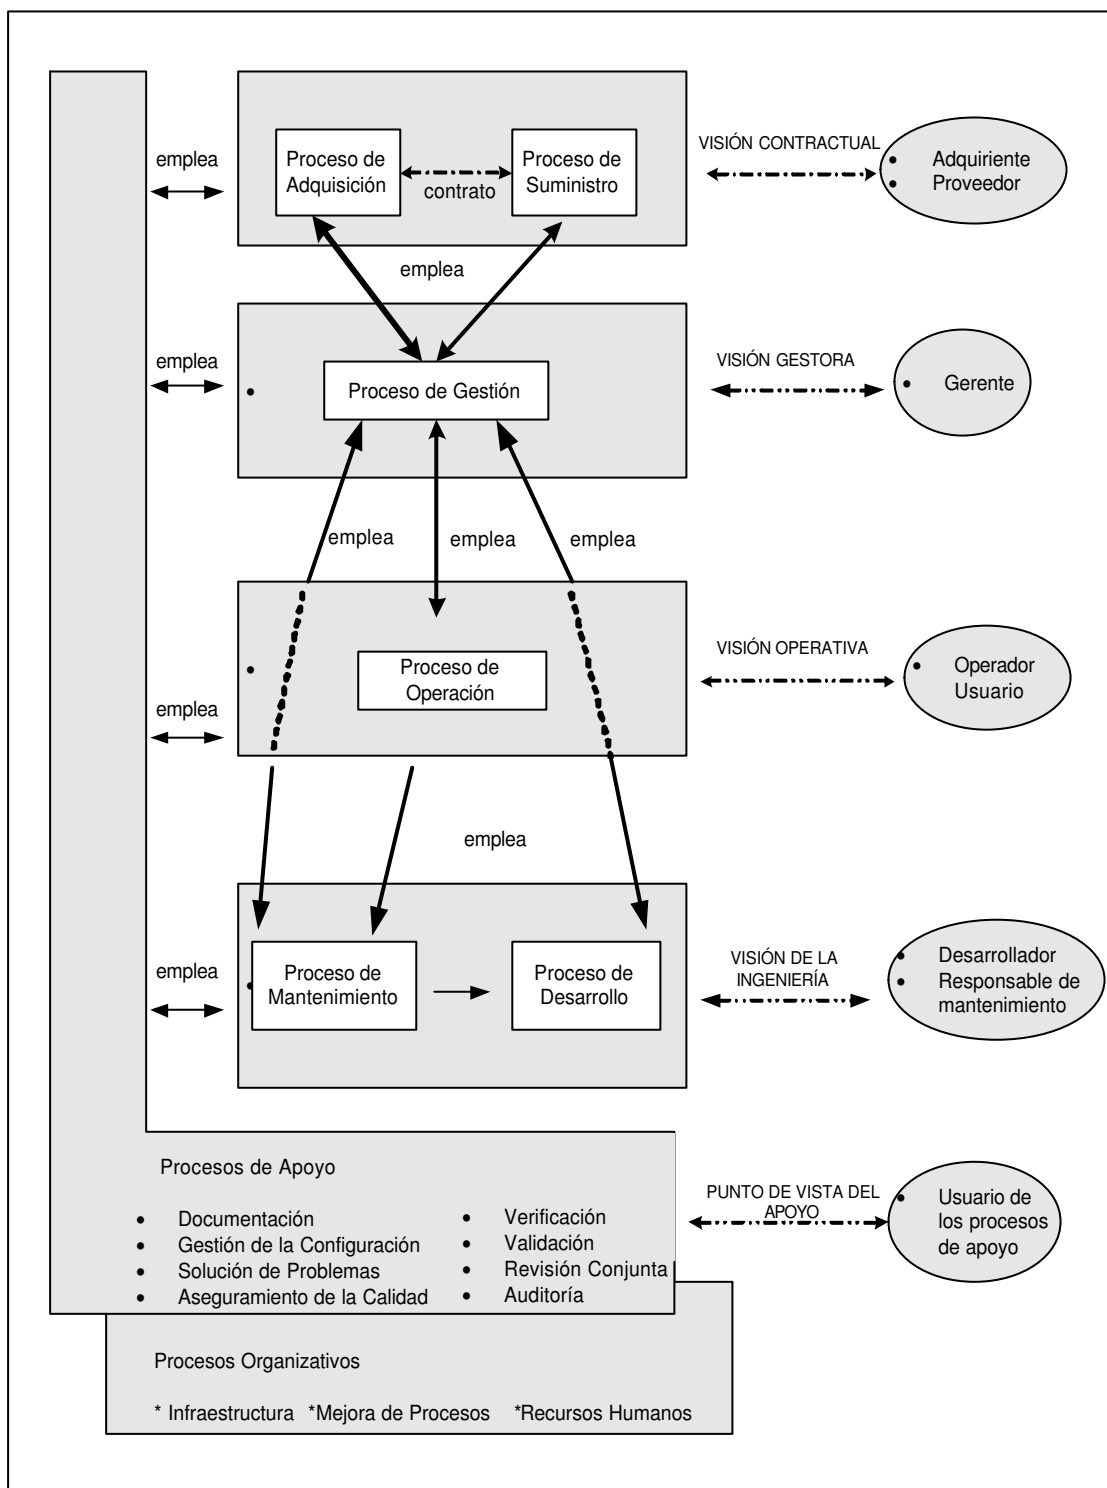 emplea
Proceso de
Adquisición
contrato
Proceso de
Suministro
VISIÓN CONTRACTUAL
• Adquiriente
• Proveedor
emplea
emplea
•
Proceso de Gestión
VISIÓN GESTORA
• Gerente
emplea
emplea
emplea
•
Proceso de
Operación
VISIÓN OPERATIVA
• Operador
Usuario
emplea
emplea
emplea
•
Proceso de
Mantenimiento
Proceso de
Desarrollo
VISIÓN DE LA
INGENIERÍA
• Desarrollador
• Responsable de
mantenimiento
Procesos de Apoyo
• Documentación
• Gestión de la Configuración
• Solución de Problemas
• Aseguramiento de la Calidad
• Verificación
• Validación
• Revisión Conjunta
• Auditoría
PUNTO DE VISTA DEL
APOYO
• Usuario de
los procesos
de apoyo
Procesos Organizativos
* Infraestructura *Mejora de Procesos *Recursos Humanos